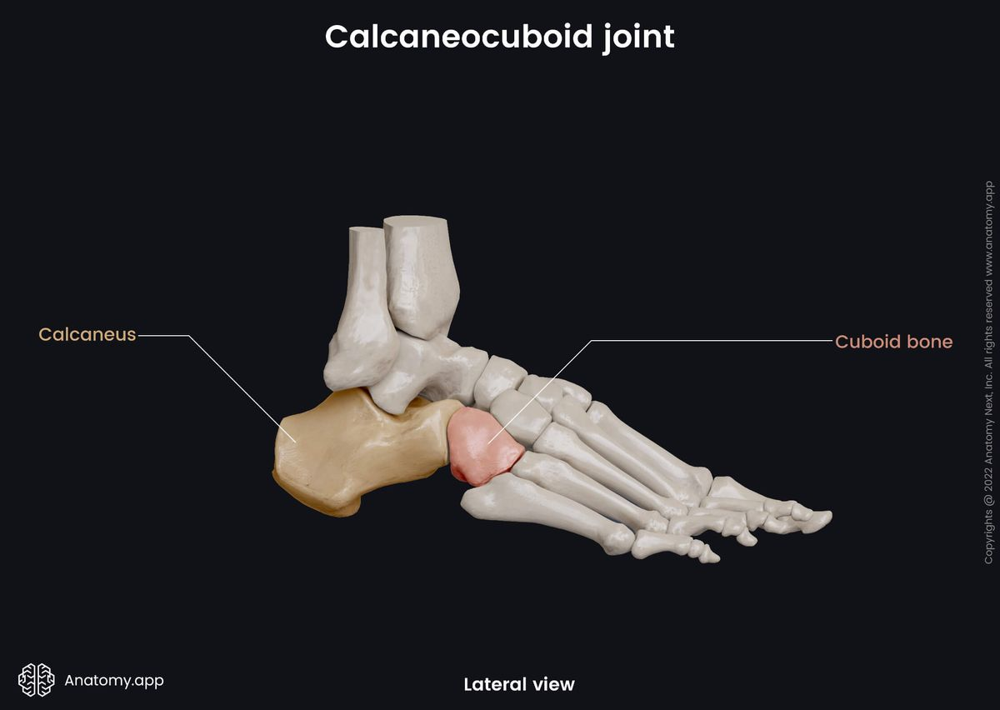 Calcaneocuboid joint
Calcaneus
Cuboid bone
Copyrights @ 2022 Anatomy Next, Inc. All rights reserved www.anatomy.app
Anatomy.app
Lateral view